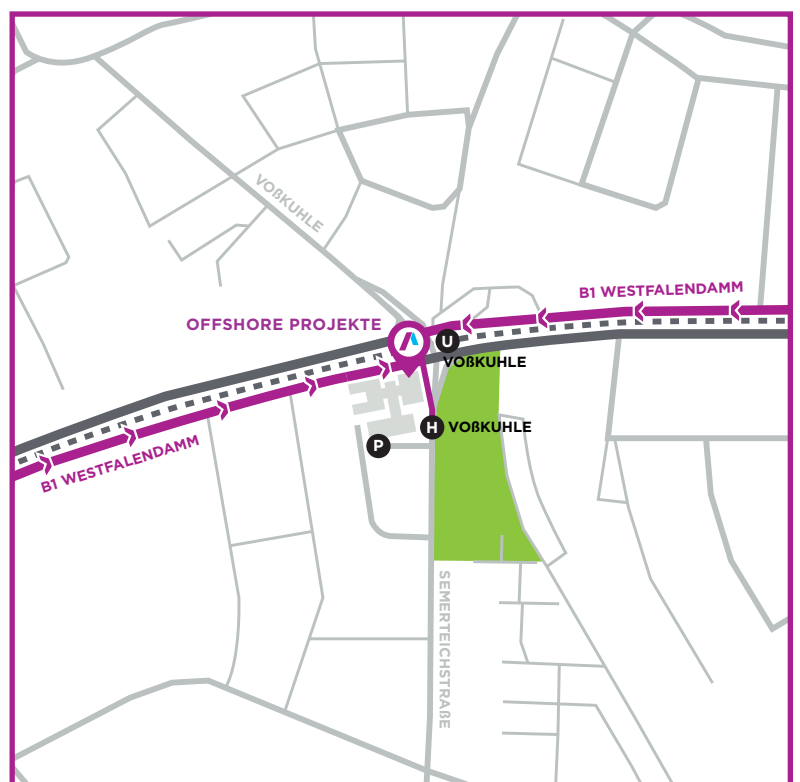 VOßKUHLE
B1 WESTFALENDAMM
OFFSHORE PROJEKTE
U
VOßKUHLE
H VOßKUHLE
P
B1 WESTFALENDAMM
SEMERTEICHSTRAßE